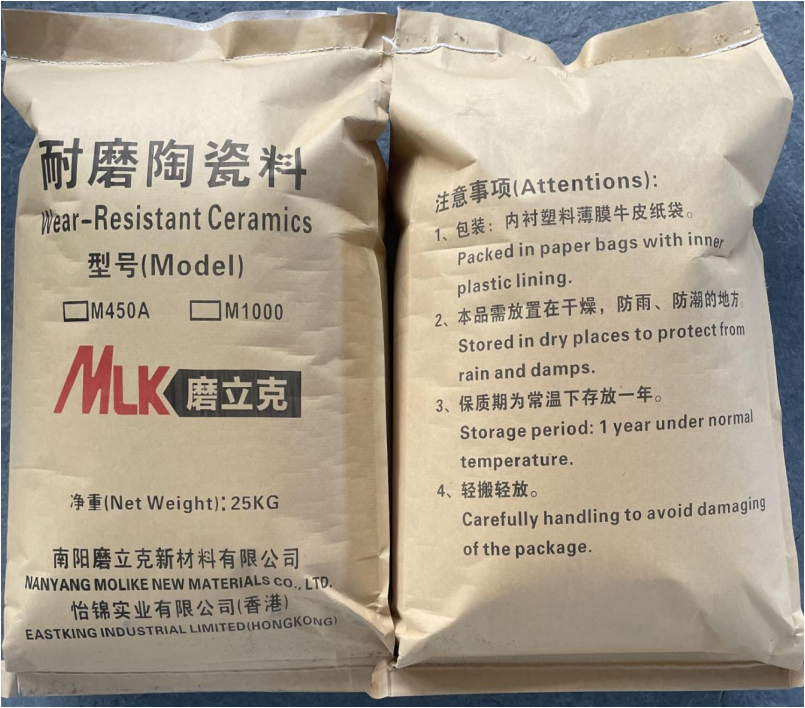 耐磨陶瓷料
Wear-Resistant Ceramics
型号(Model)
M450A M1000
MLK 磨立克
净重(Net Weight):25KG
南阳磨立克新材料有限公司
NANYANG MOLIKE NEW MATERIALS CO., LTD.
怡锦实业有限公司(香港)
EASTKING INDUSTRIAL LIMITED(HONGKONG)
注意事项(Attentions):
1、包装：内衬塑料薄膜牛皮纸袋。
Packed in paper bags with inner
plastic lining.
2、本品需放置在干燥，防雨、防潮的地方。
Stored in dry places to protect from
rain and damps.
3、保质期为常温下存放一年。
Storage period: 1 year under normal
temperature.
4、轻搬轻放。
Carefully handling to avoid damaging
of the package.